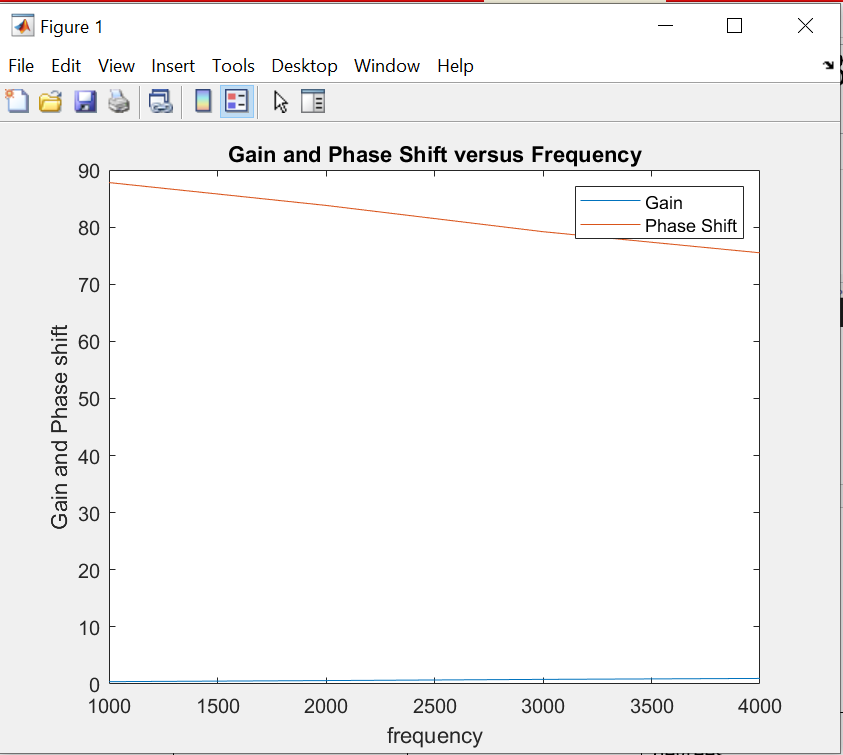 Figure 1
File Edit View Insert Tools Desktop Window Help
Gain and Phase Shift versus Frequency
Gain
Phase Shift
Gain and Phase shift
90
80
70
60
50
40
30
20
10
0
1000 1500 2000 2500 3000 3500 4000
frequency